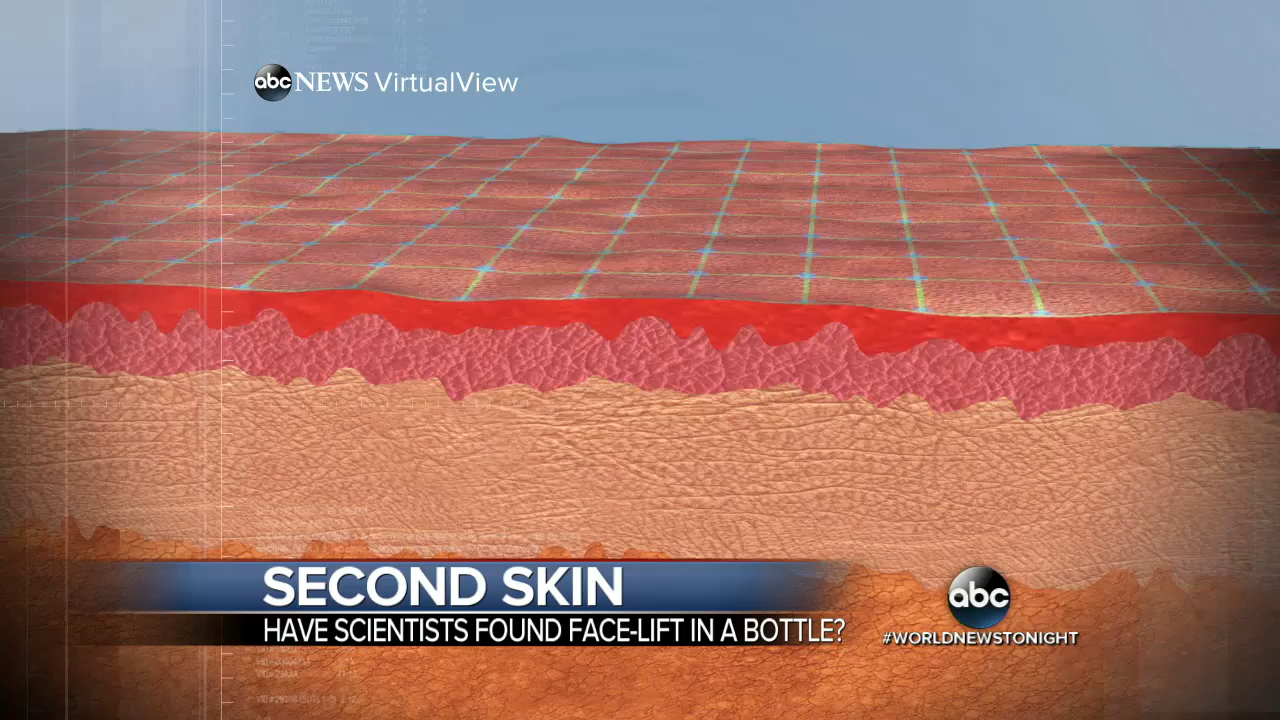 abc NEWS VirtualView
SECOND SKIN
HAVE SCIENTISTS FOUND FACE-LIFT IN A BOTTLE?
abc
#WORLDNEWSTONIGHT